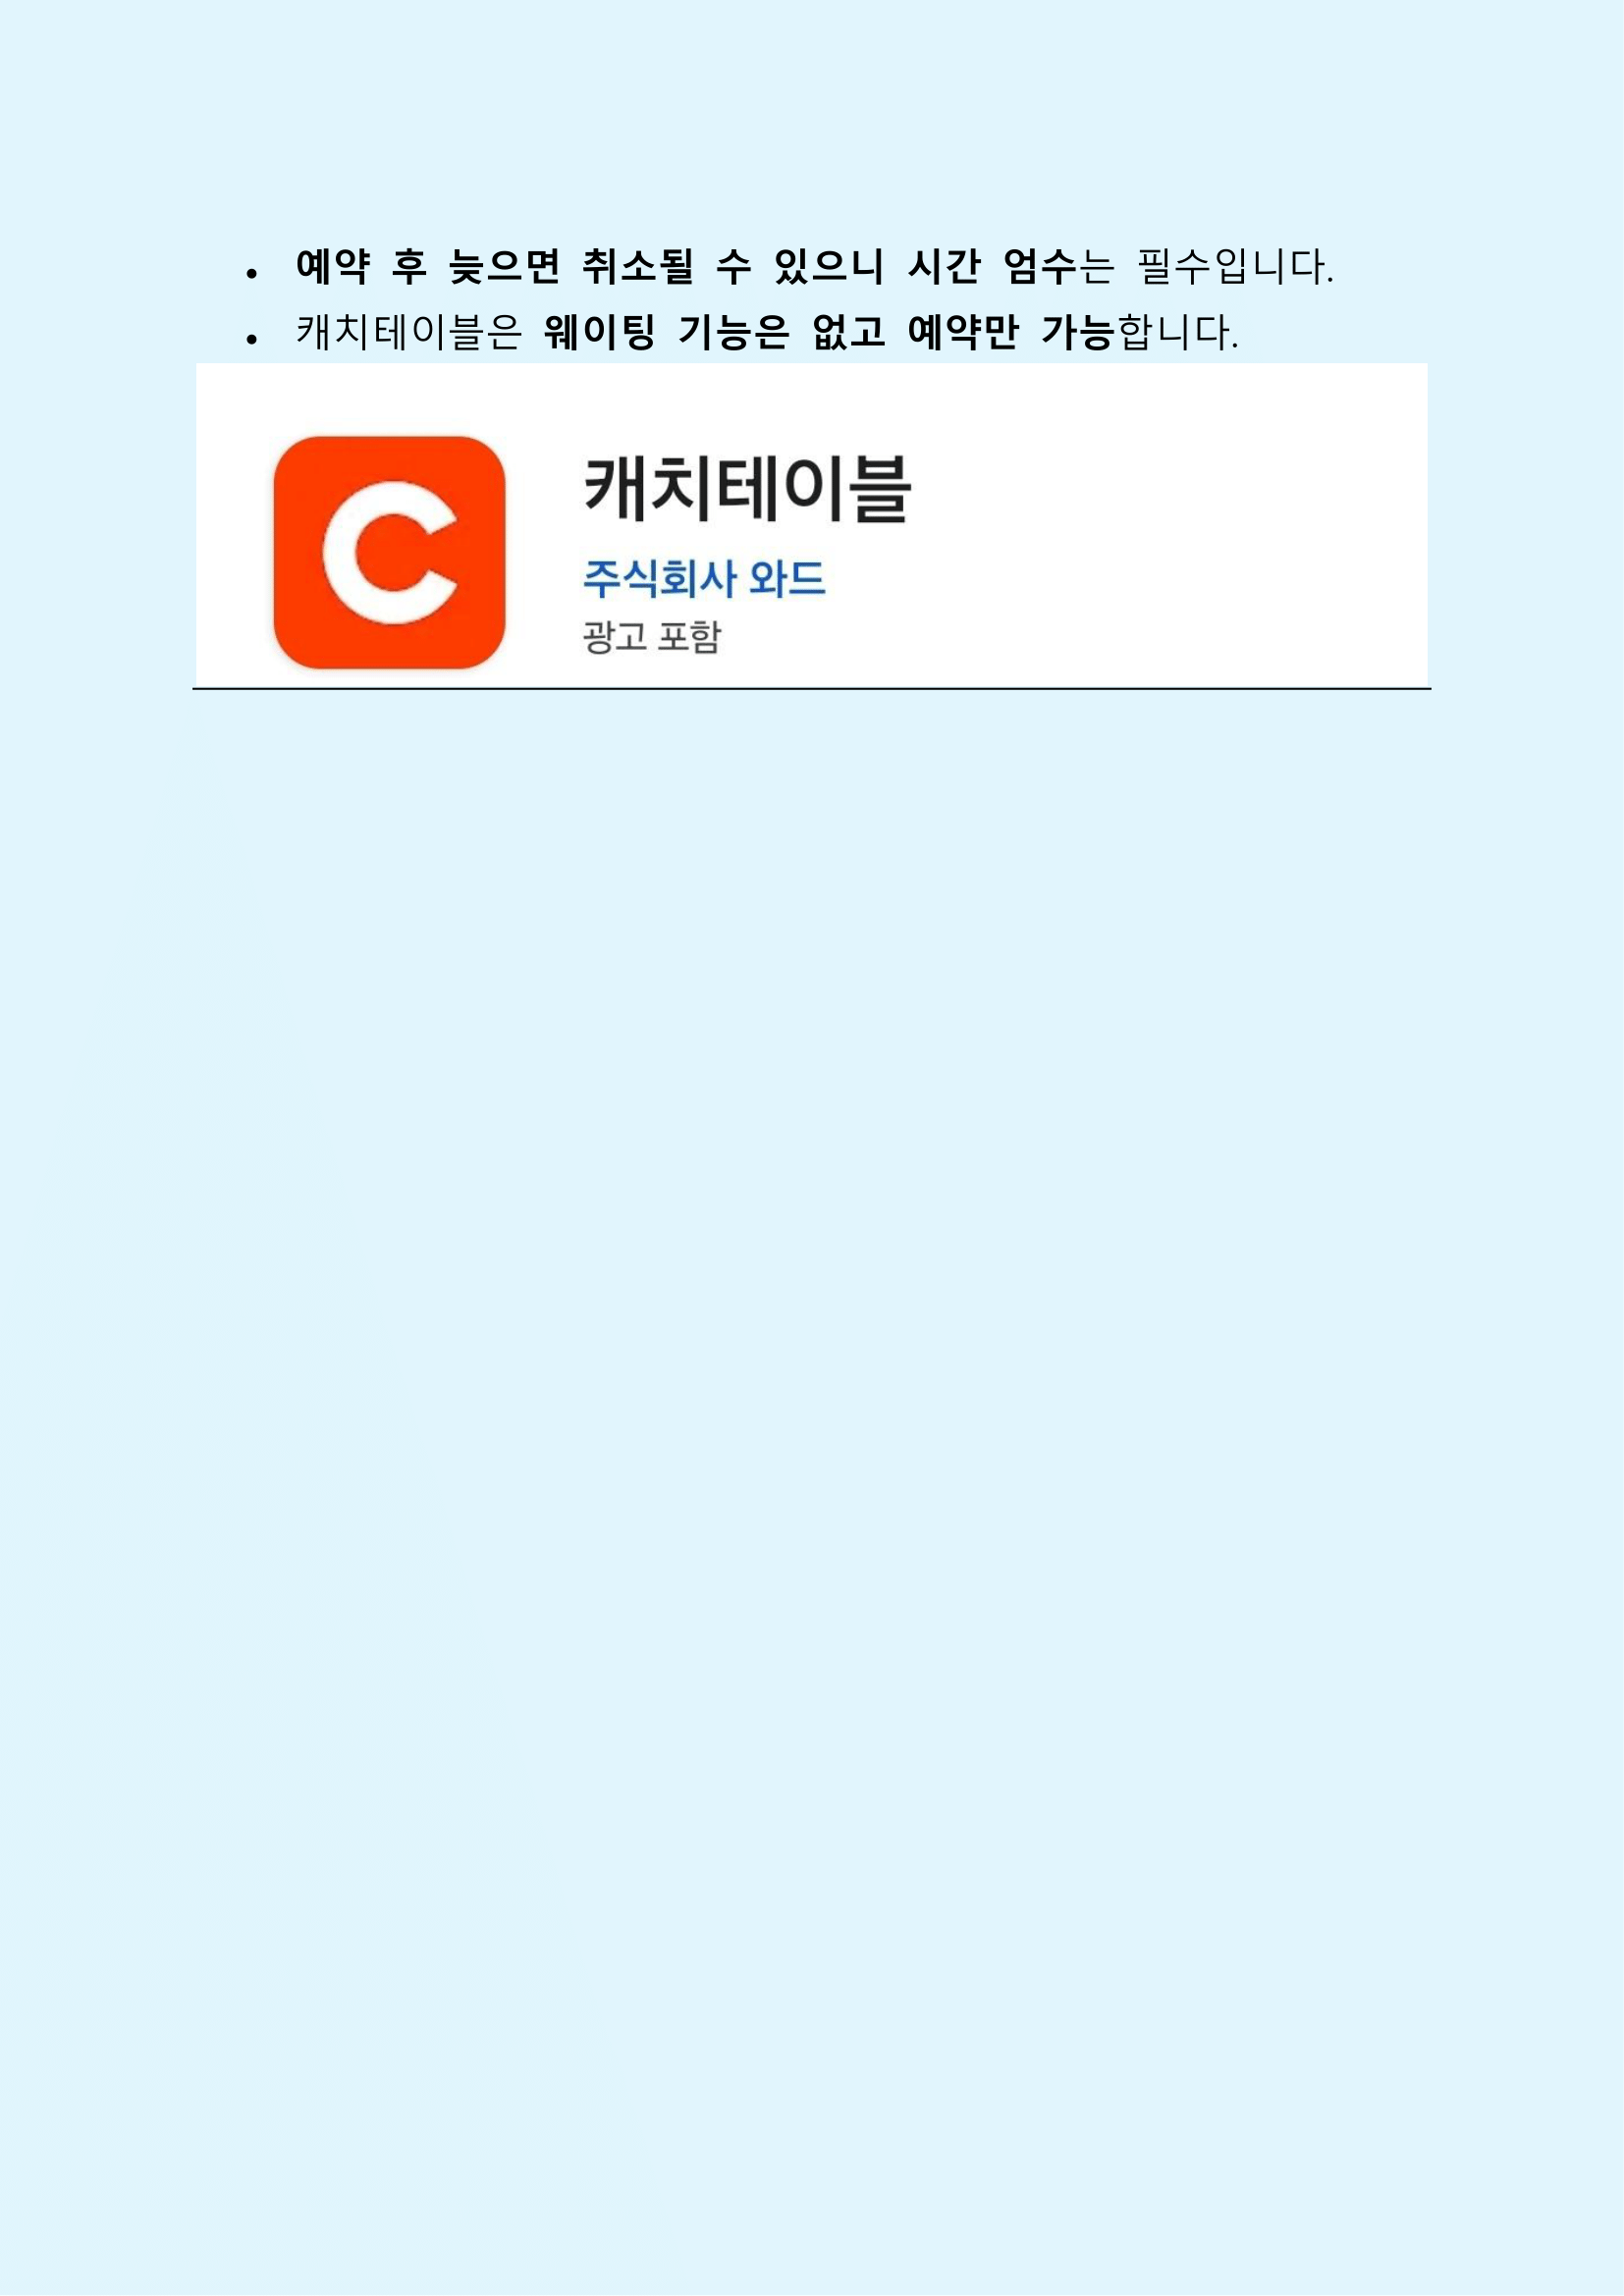 • 예약 후 늦으면 취소될 수 있으니 시간 엄수는 필수입니다.
• 캐치테이블은 웨이팅 기능은 없고 예약만 가능합니다.
캐치테이블
주식회사 와드
광고 포함